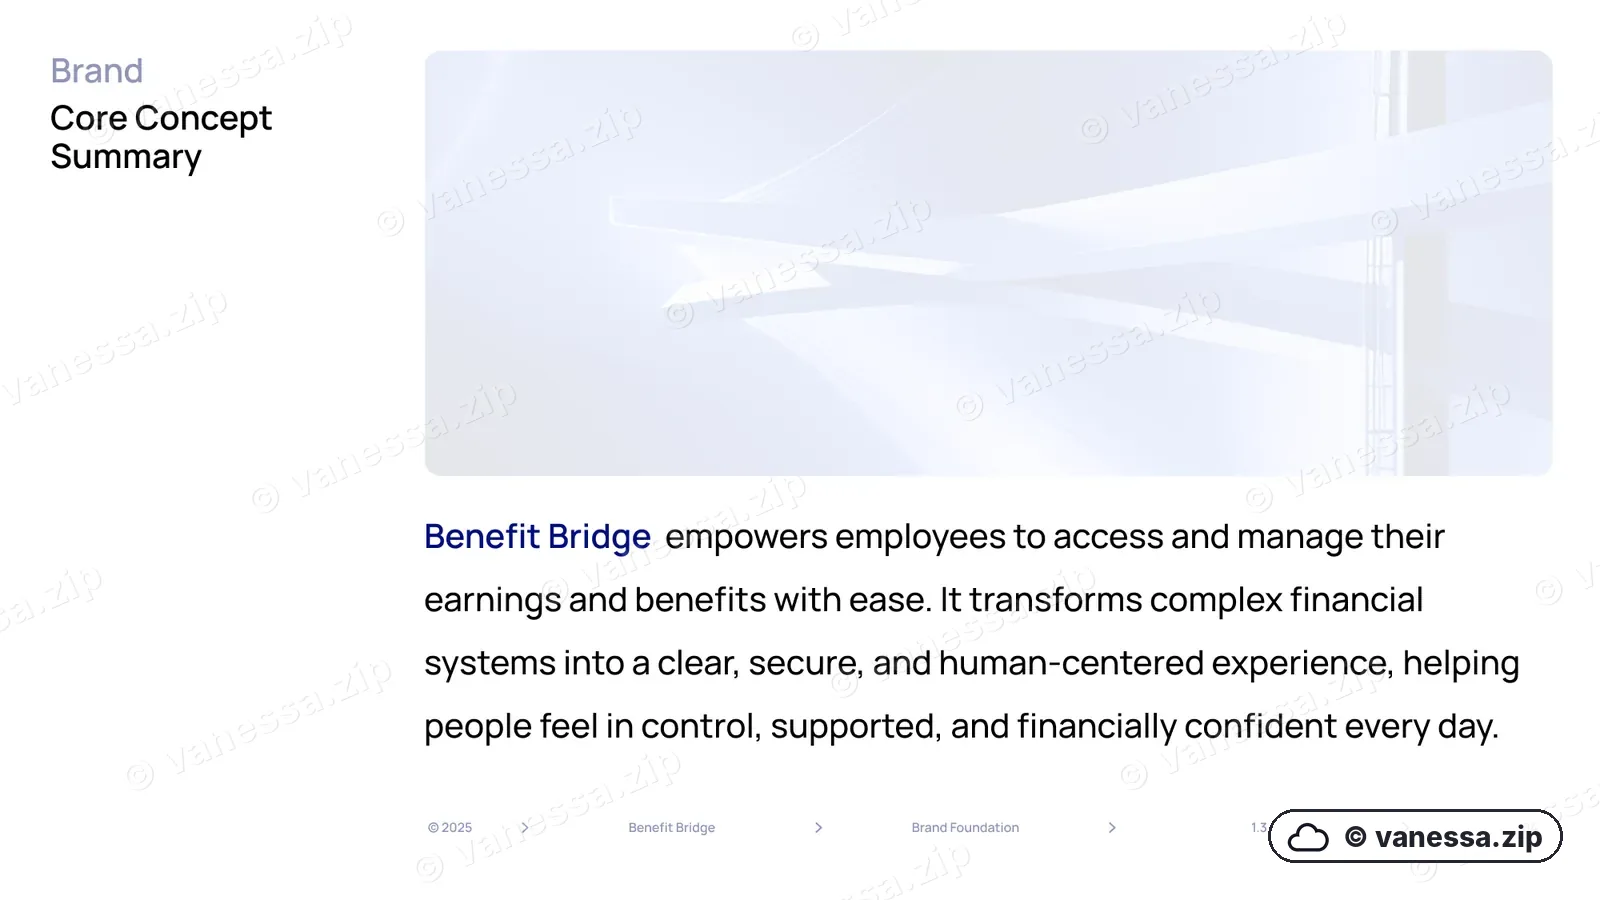 Brand
Core Concept
Summary
Benefit Bridge empowers employees to access and manage their
earnings and benefits with ease. It transforms complex financial
systems into a clear, secure, and human-centered experience, helping
people feel in control, supported, and financially confident every day.
© 2025 > Benefit Bridge > Brand Foundation > 1.3
© vanessa.zip